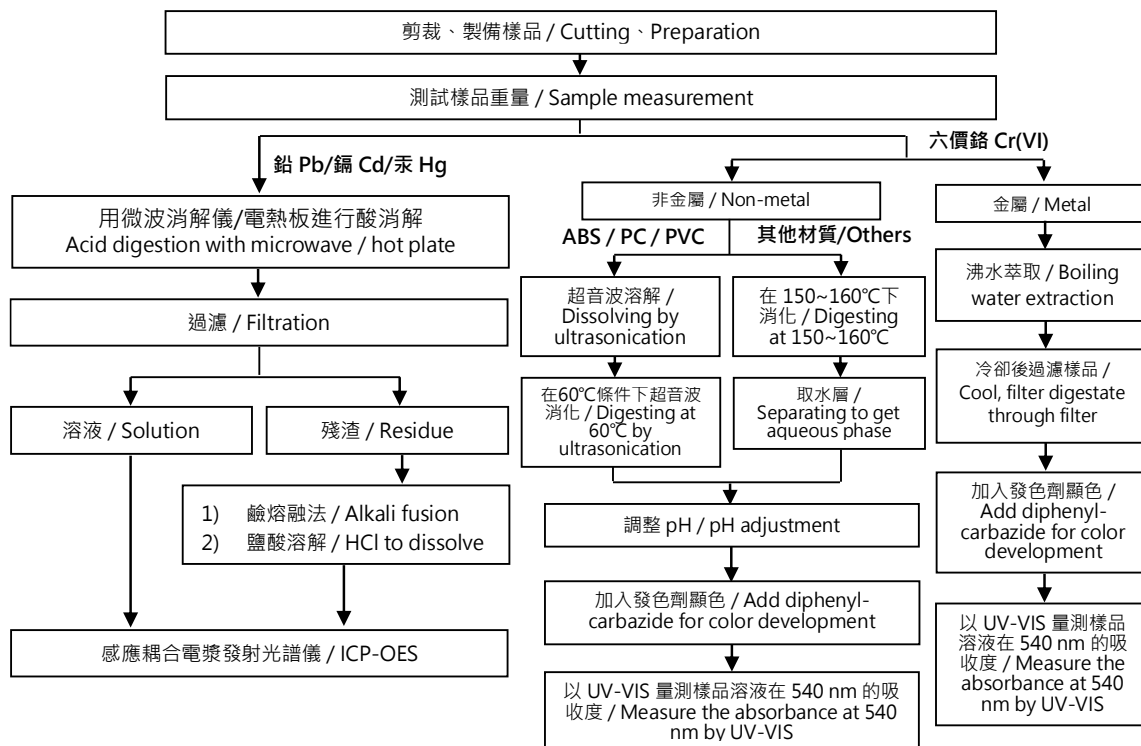 剪裁、製備樣品 / Cutting、Preparation
測試樣品重量 / Sample measurement
鉛 Pb/鎘 Cd/汞 Hg
用微波消解儀/電熱板進行酸消解
Acid digestion with microwave / hot plate
過濾 / Filtration
溶液 / Solution
殘渣 / Residue
1) 鹼熔融法 / Alkali fusion
2) 鹽酸溶解 / HCl to dissolve
感應耦合電漿發射光譜儀 / ICP-OES
六價鉻 Cr(VI)
非金屬 / Non-metal
ABS / PC / PVC
其他材質/Others
超音波溶解 /
Dissolving by
ultrasonication
在60℃條件下超音波
消化 / Digesting at
60℃ by
ultrasonication
在 150~160℃下
消化 / Digesting
at 150~160℃
取水層 /
Separating to get
aqueous phase
調整 pH / pH adjustment
加入發色劑顯色 / Add diphenyl-
carbazide for color development
以 UV-VIS 量測樣品溶液在 540 nm 的吸
收度 / Measure the absorbance at 540
nm by UV-VIS
金屬 / Metal
沸水萃取 / Boiling
water extraction
冷卻後過濾樣品 /
Cool, filter digestate
through filter
加入發色劑顯色 /
Add diphenyl-
carbazide for color
development
以 UV-VIS 量測樣品
溶液在 540 nm 的吸
收度 / Measure the
absorbance at 540
nm by UV-VIS